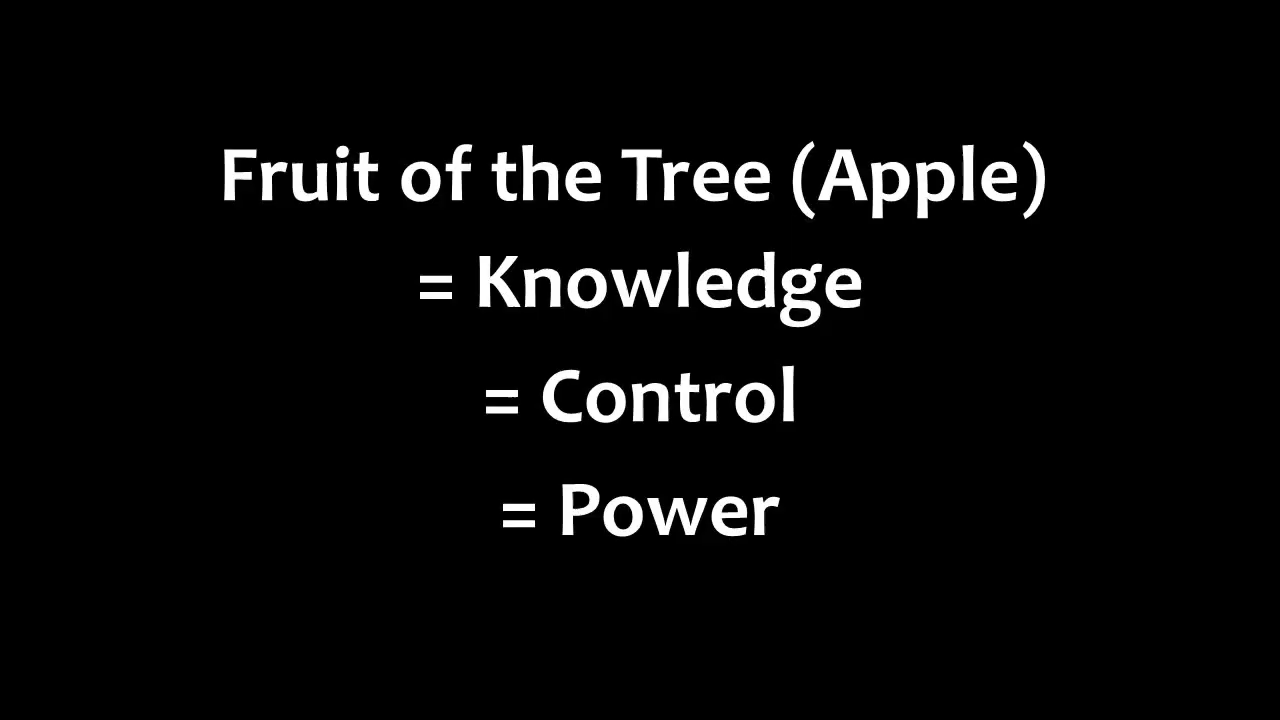 Fruit of the Tree (Apple)
= Knowledge
= Control
= Power